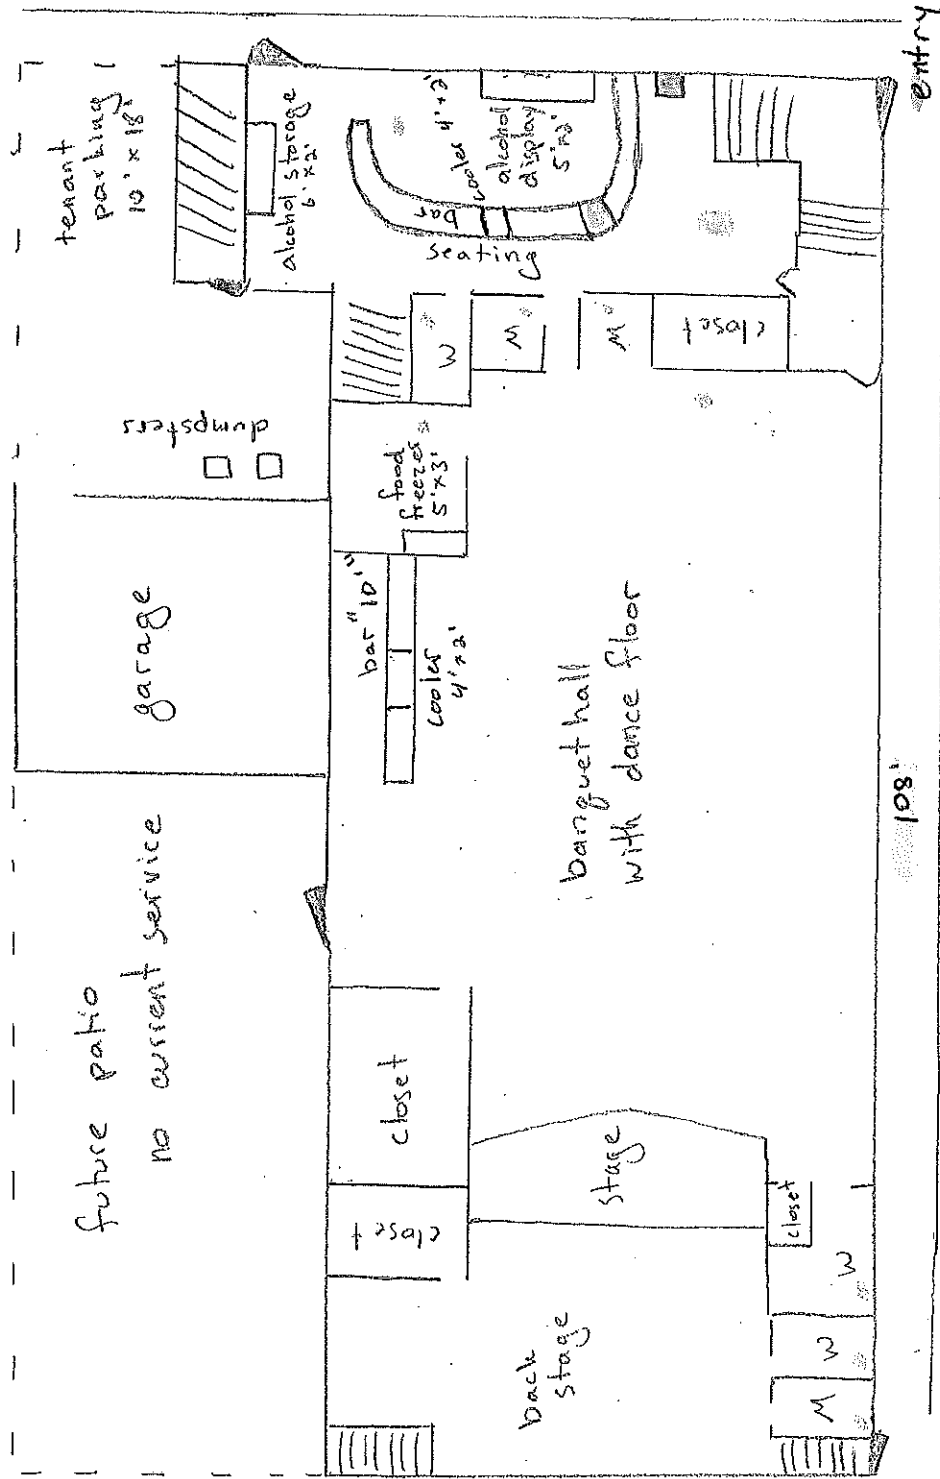 future patio
no current service
garage
dumpsters
tenant
parking
10' x 18'
alcohol storage
6' x 2'
closet
closet
bar "10'"
cooler
4' x 2'
food
freezer
5' x 3'
W
M
M
closet
seating
bar
cooler
4' x 2'
alcohol
display
5' x 2'
back
stage
stage
banquet hall
with dance floor
closet
M
W
W
108'
entry